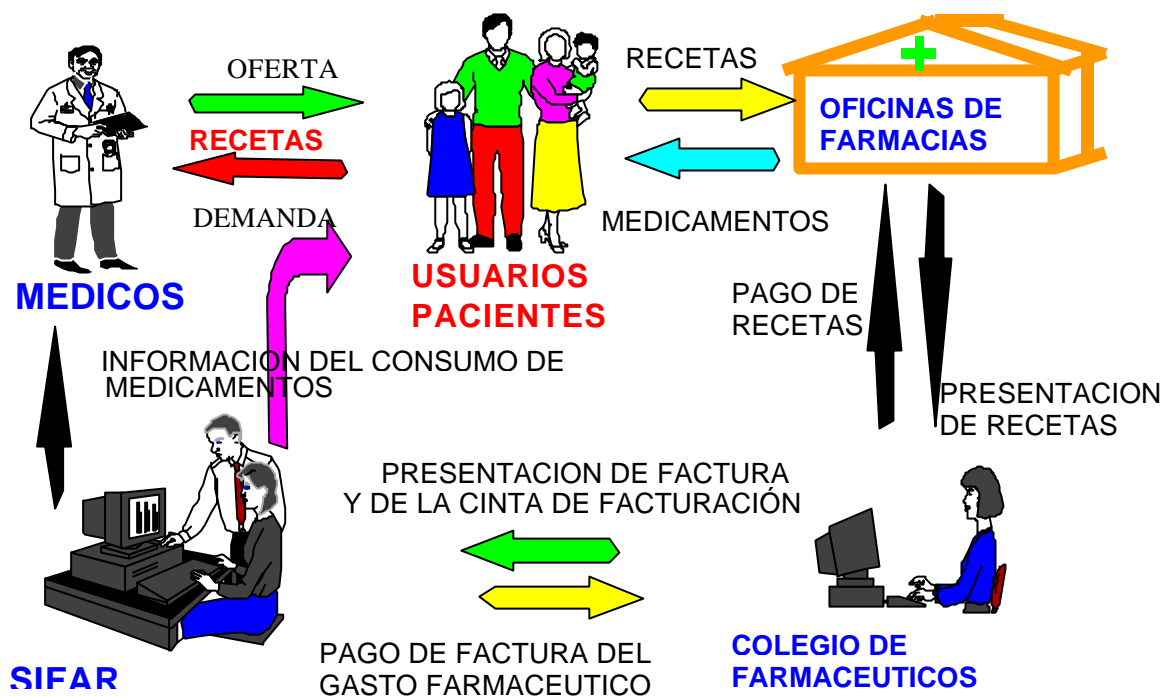 OFERTA
RECETAS
DEMANDA
RECETAS
MEDICAMENTOS
OFICINAS DE
FARMACIAS
MEDICOS
USUARIOS
PACIENTES
PAGO DE
RECETAS
PRESENTACION
DE RECETAS
INFORMACION DEL CONSUMO DE
MEDICAMENTOS
PRESENTACION DE FACTURA
Y DE LA CINTA DE FACTURACIÓN
PAGO DE FACTURA DEL
GASTO FARMACEUTICO
COLEGIO DE
FARMACEUTICOS
SIFAR